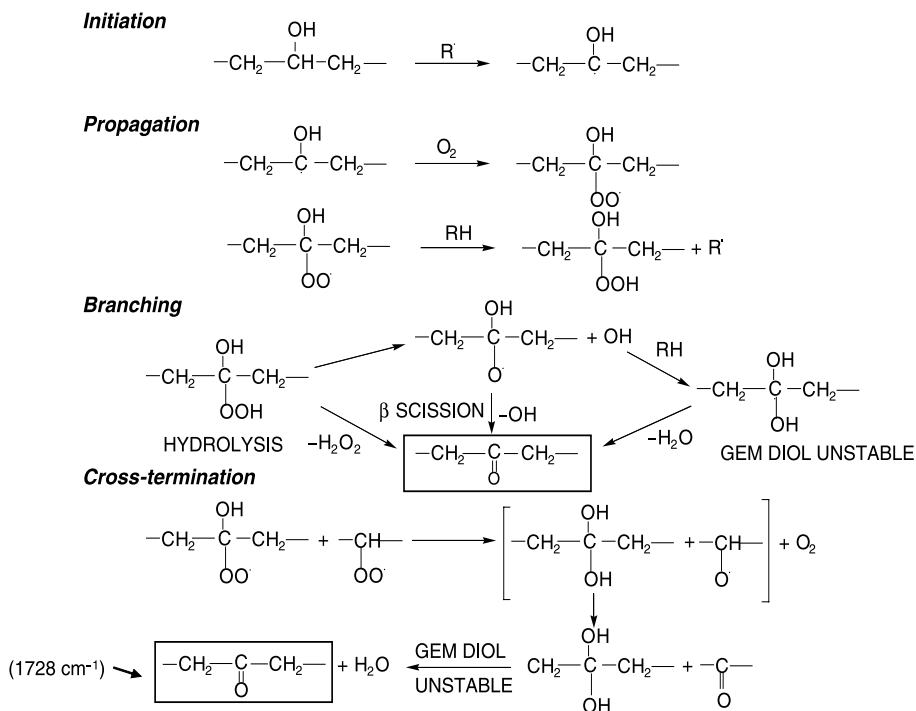 Initiation
OH OH
—CH₂—CH—CH₂— R· —CH₂—C·—CH₂—
Propagation
OH OH
—CH₂—C·—CH₂— O₂ —CH₂—C—CH₂—
OO·
OH OH
—CH₂—C—CH₂— RH —CH₂—C—CH₂— + R·
OO· OOH
Branching
OH
—CH₂—C—CH₂— + OH
O·
RH
OH
—CH₂—C—CH₂—
OOH
OH
—CH₂—C—CH₂—
OH
β SCISSION –OH
HYDROLYSIS –H₂O₂
–H₂O
GEM DIOL UNSTABLE
—CH₂—C—CH₂—
O
Cross-termination
OH OH
—CH₂—C—CH₂— + —CH— [—CH₂—C—CH₂— + —CH—] + O₂
OO· OO· OH O·
OH
(1728 cm⁻¹) —CH₂—C—CH₂— + H₂O GEM DIOL —CH₂—C—CH₂— + —C—
O UNSTABLE OH O